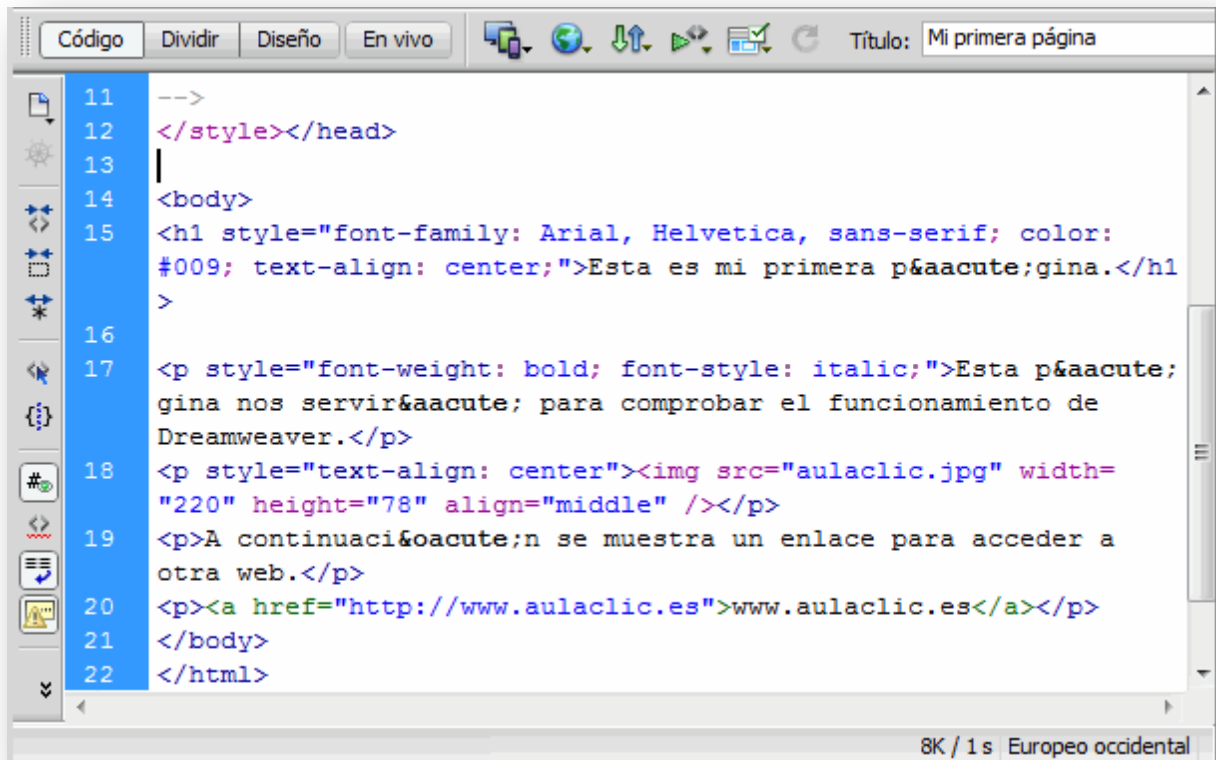 Código Dividir Diseño En vivo Título: Mi primera página
11 -->
12 </style></head>
13
14 <body>
15 <h1 style="font-family: Arial, Helvetica, sans-serif; color:
#009; text-align: center;">Esta es mi primera p&aacute;gina.</h1
>
16
17 <p style="font-weight: bold; font-style: italic;">Esta p&aacute;
gina nos servir&aacute; para comprobar el funcionamiento de
Dreamweaver.</p>
18 <p style="text-align: center"><img src="aulaclic.jpg" width=
"220" height="78" align="middle" /></p>
19 <p>A continuaci&oacute;n se muestra un enlace para acceder a
otra web.</p>
20 <p><a href="http://www.aulaclic.es">www.aulaclic.es</a></p>
21 </body>
22 </html>
8K / 1 s Europeo occidental